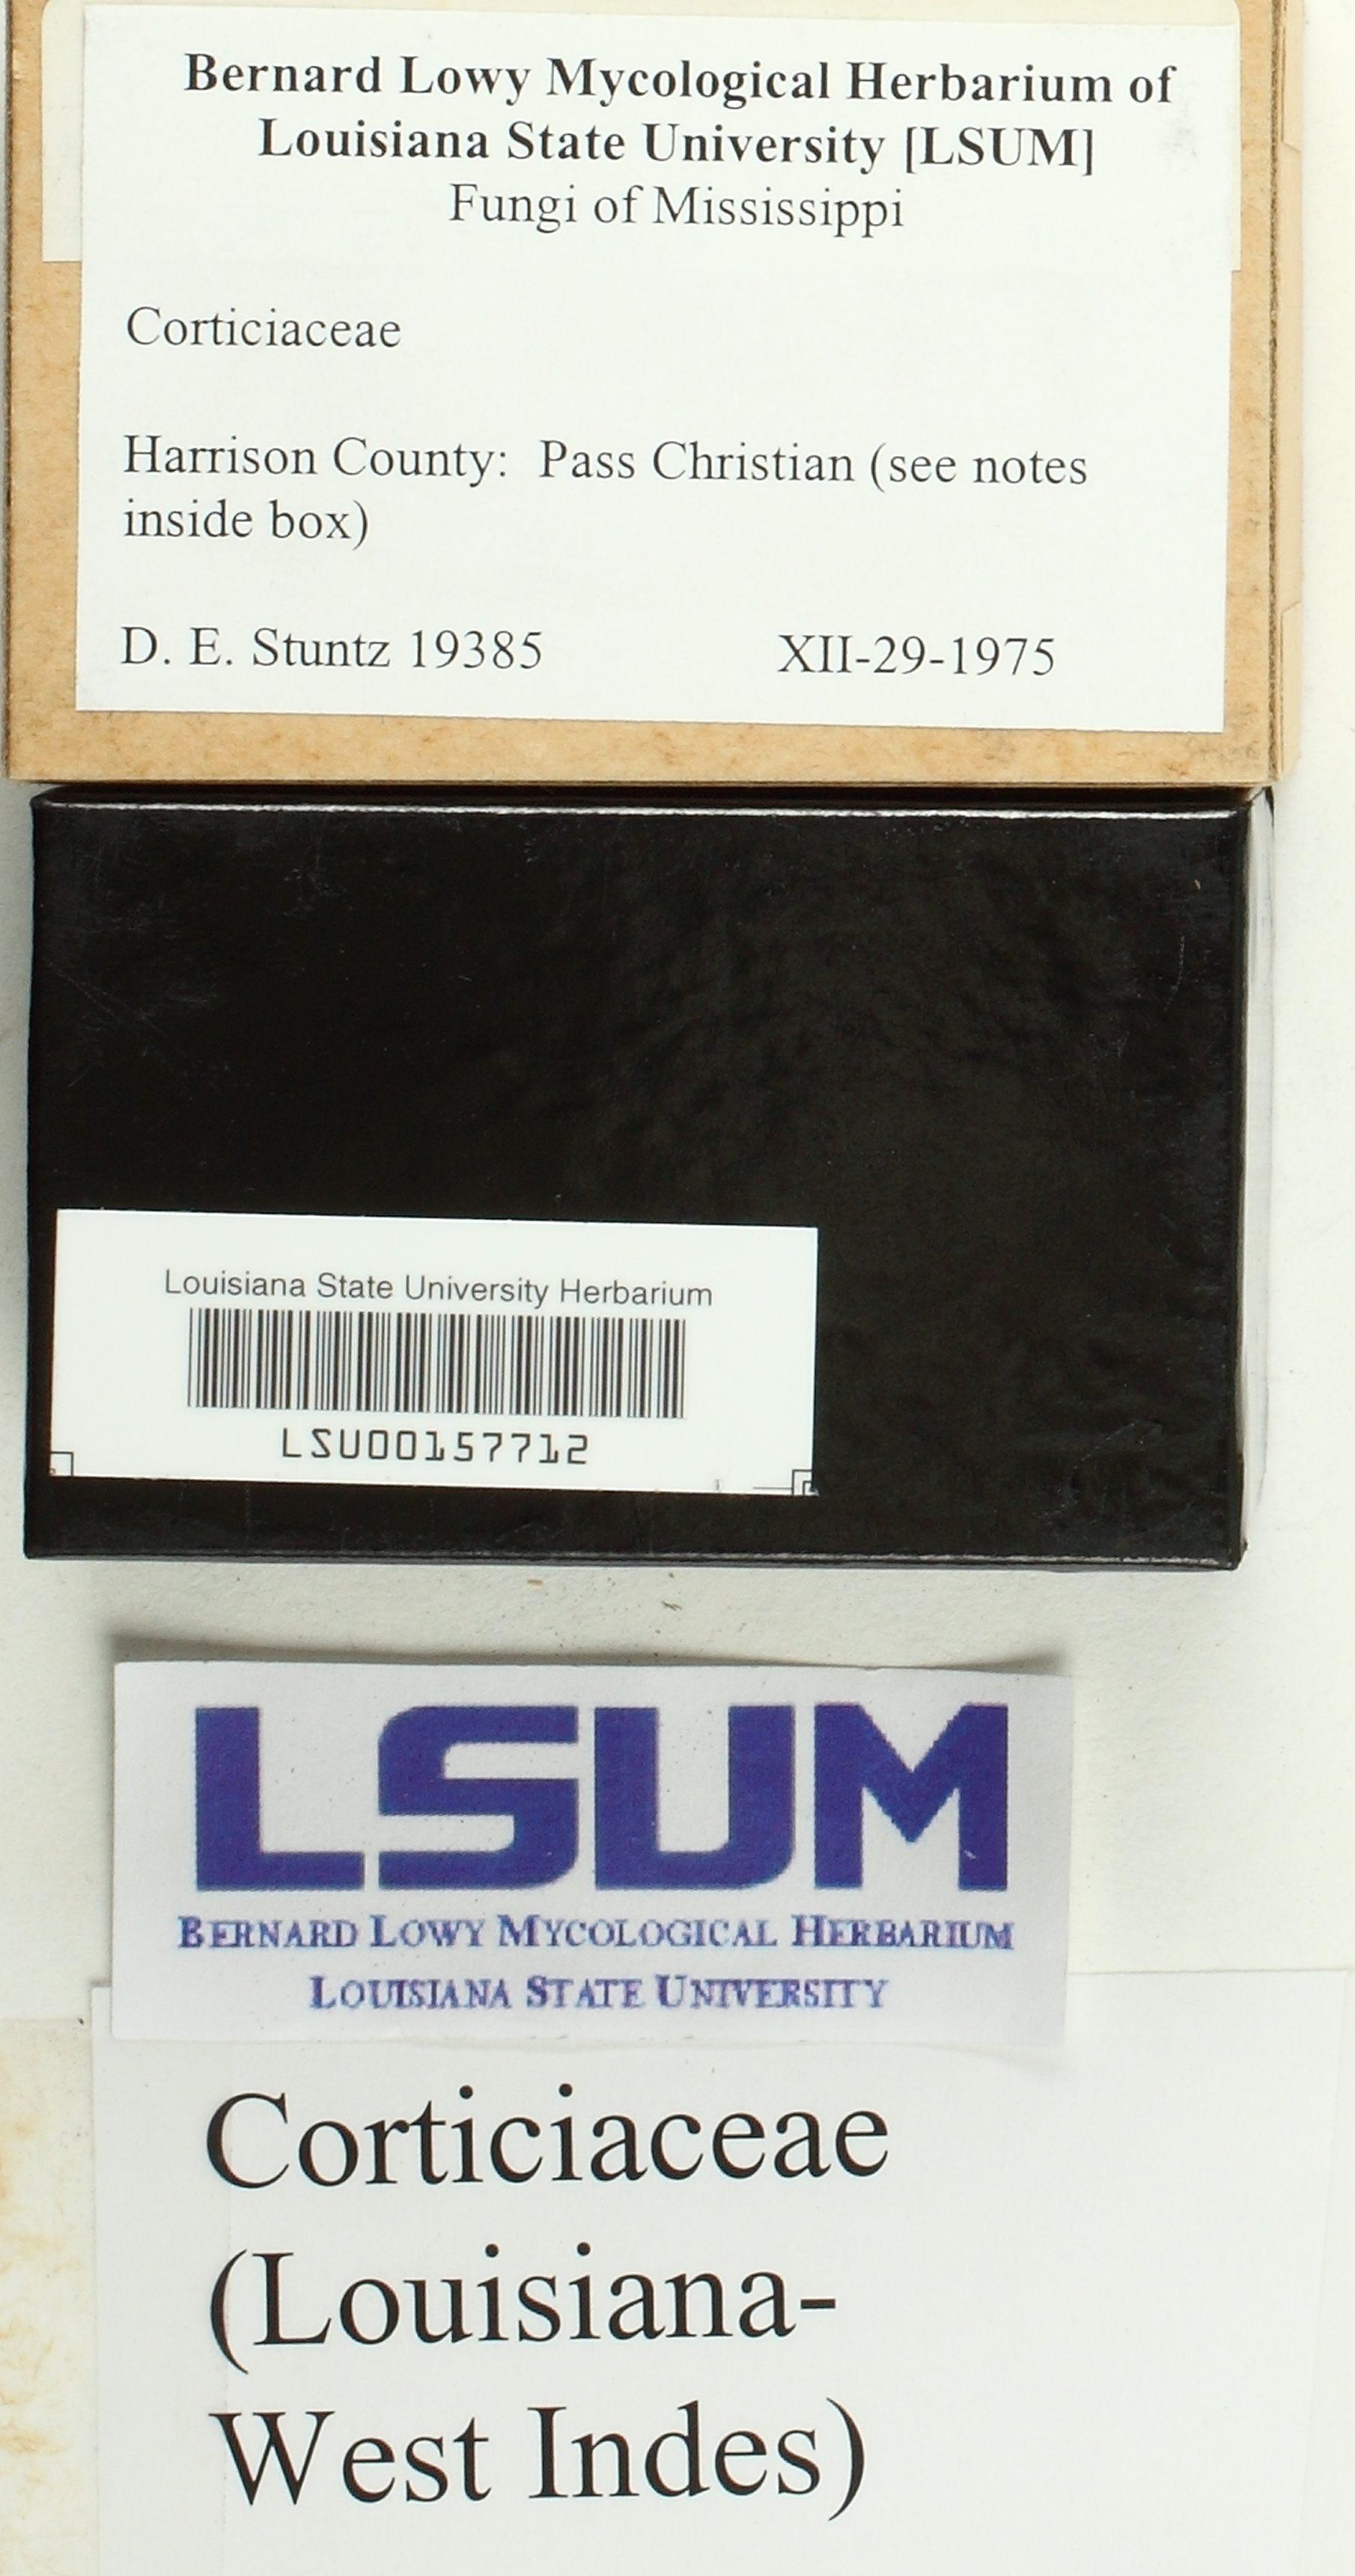 Bernard Lowy Mycological Herbarium of
Louisiana State University [LSUM]
Fungi of Mississippi
Corticiaceae
Harrison County: Pass Christian (see notes
inside box)
D. E. Stuntz 19385 XII-29-1975
Louisiana State University Herbarium
LSU00157712
LSUM
BERNARD LOWY MYCOLOGICAL HERBARIUM
LOUISIANA STATE UNIVERSITY
Corticiaceae
(Louisiana-
West Indes)